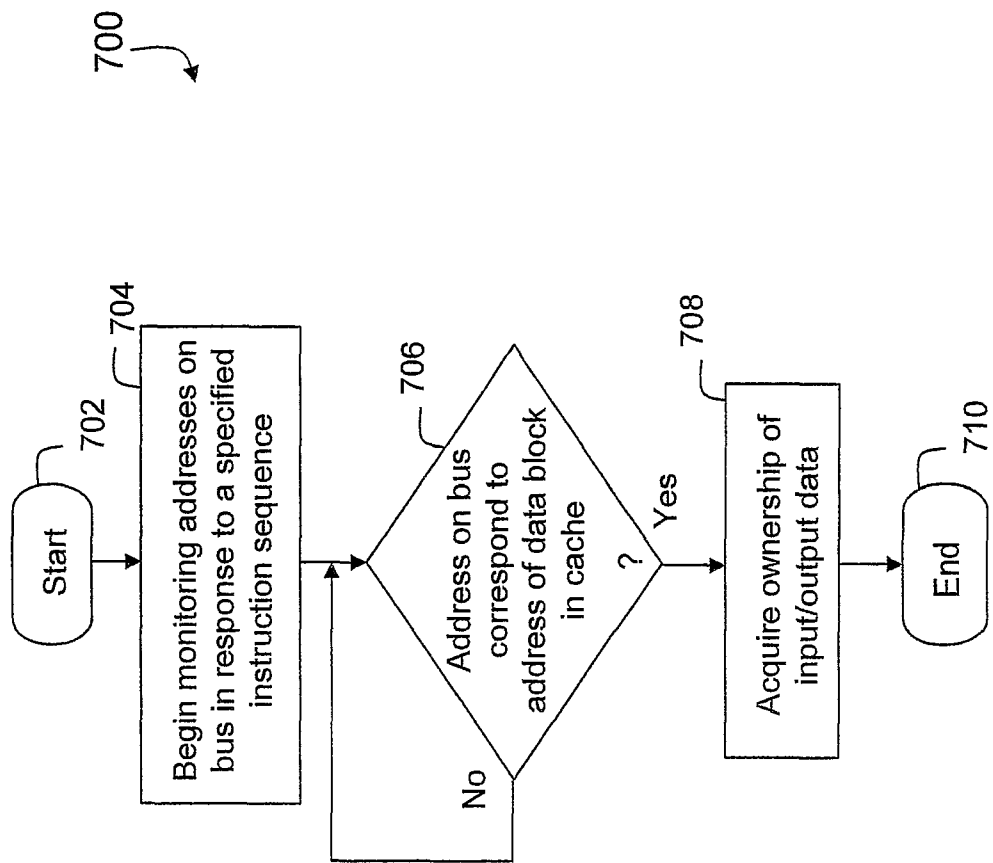 700
Start
702
704
Begin monitoring addresses on
bus in response to a specified
instruction sequence
706
Address on bus
correspond to
address of data block
in cache
?
No
Yes
708
Acquire ownership of
input/output data
End
710